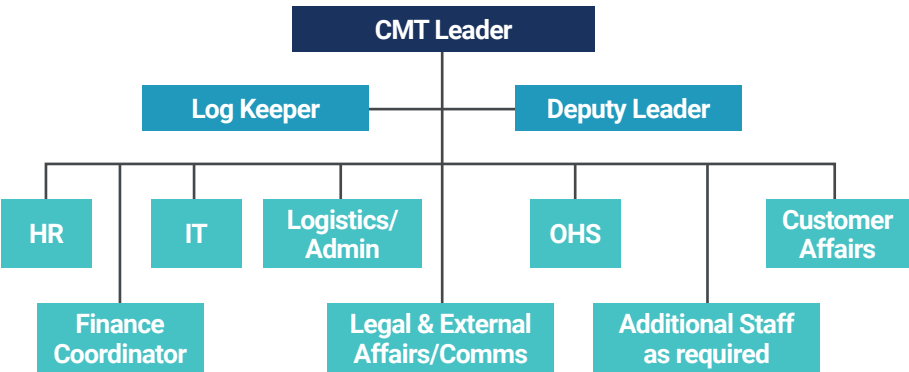 CMT Leader
Log Keeper
Deputy Leader
HR
IT
Logistics/
Admin
OHS
Customer
Affairs
Finance
Coordinator
Legal & External
Affairs/Comms
Additional Staff
as required